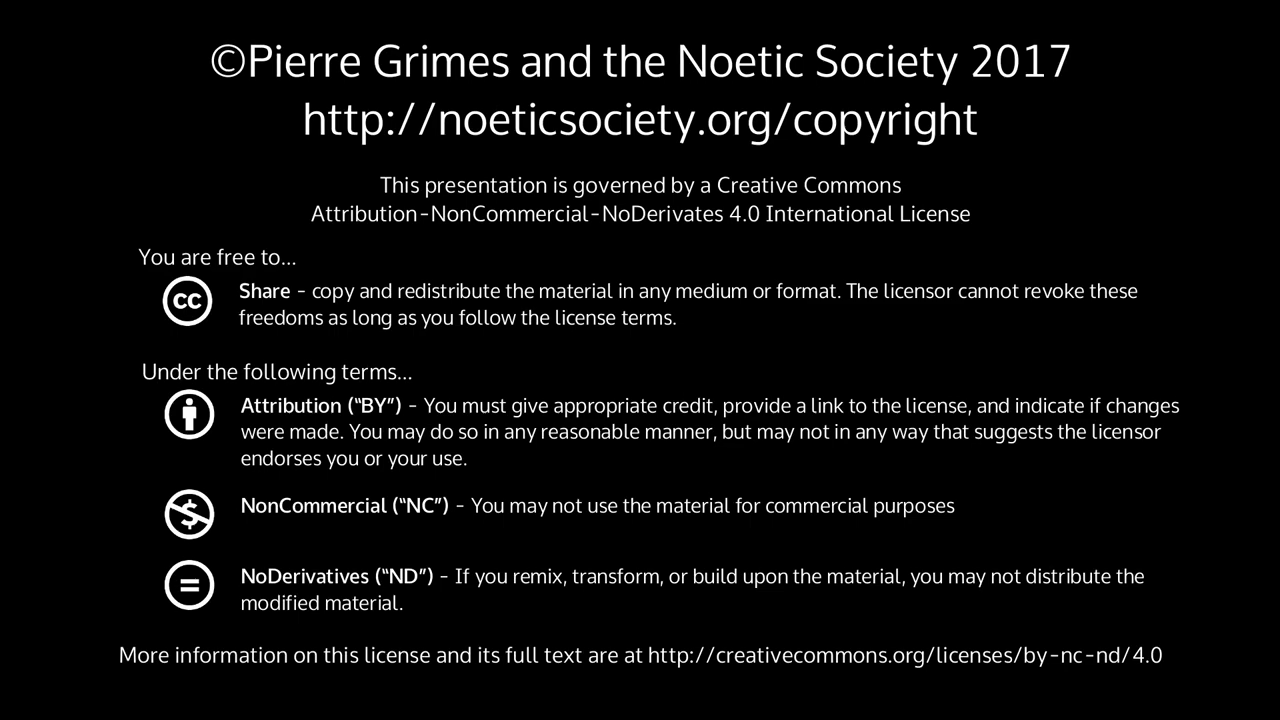 ©Pierre Grimes and the Noetic Society 2017
http://noeticsociety.org/copyright
This presentation is governed by a Creative Commons
Attribution-NonCommercial-NoDerivates 4.0 International License
You are free to...
cc
Share - copy and redistribute the material in any medium or format. The licensor cannot revoke these
freedoms as long as you follow the license terms.
Under the following terms...
Attribution (“BY”) - You must give appropriate credit, provide a link to the license, and indicate if changes
were made. You may do so in any reasonable manner, but may not in any way that suggests the licensor
endorses you or your use.
$
NonCommercial (“NC”) - You may not use the material for commercial purposes
=
NoDerivatives (“ND”) - If you remix, transform, or build upon the material, you may not distribute the
modified material.
More information on this license and its full text are at http://creativecommons.org/licenses/by-nc-nd/4.0